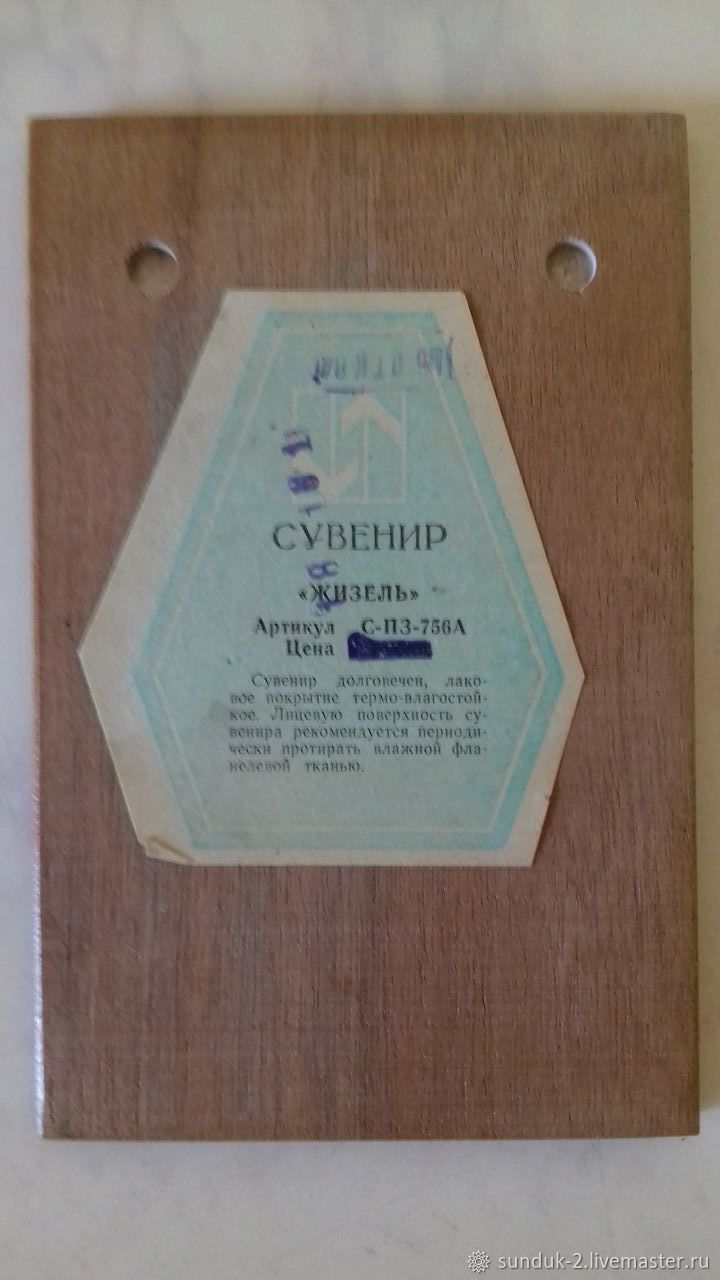 СУВЕНИР
«ЖИЗЕЛЬ»
Артикул С-ПЗ-756А
Цена
Сувенир долговечен, лако-
вое покрытие термо-влагостой-
кое. Лицевую поверхность су-
венира рекомендуется периоди-
чески протирать влажной фла-
нелевой тканью.
sunduk-2.livemaster.ru